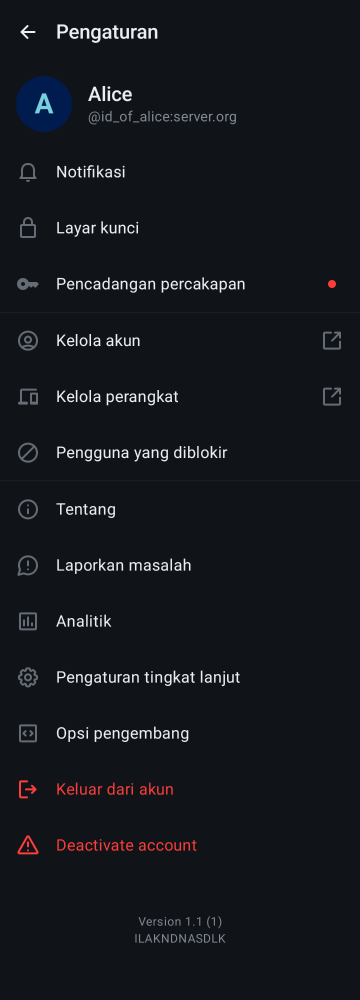 Pengaturan
A
Alice
@id_of_alice:server.org
Notifikasi
Layar kunci
Pencadangan percakapan
Kelola akun
Kelola perangkat
Pengguna yang diblokir
Tentang
Laporkan masalah
Analitik
Pengaturan tingkat lanjut
Opsi pengembang
Keluar dari akun
Deactivate account
Version 1.1 (1)
ILAKNDNASDLK